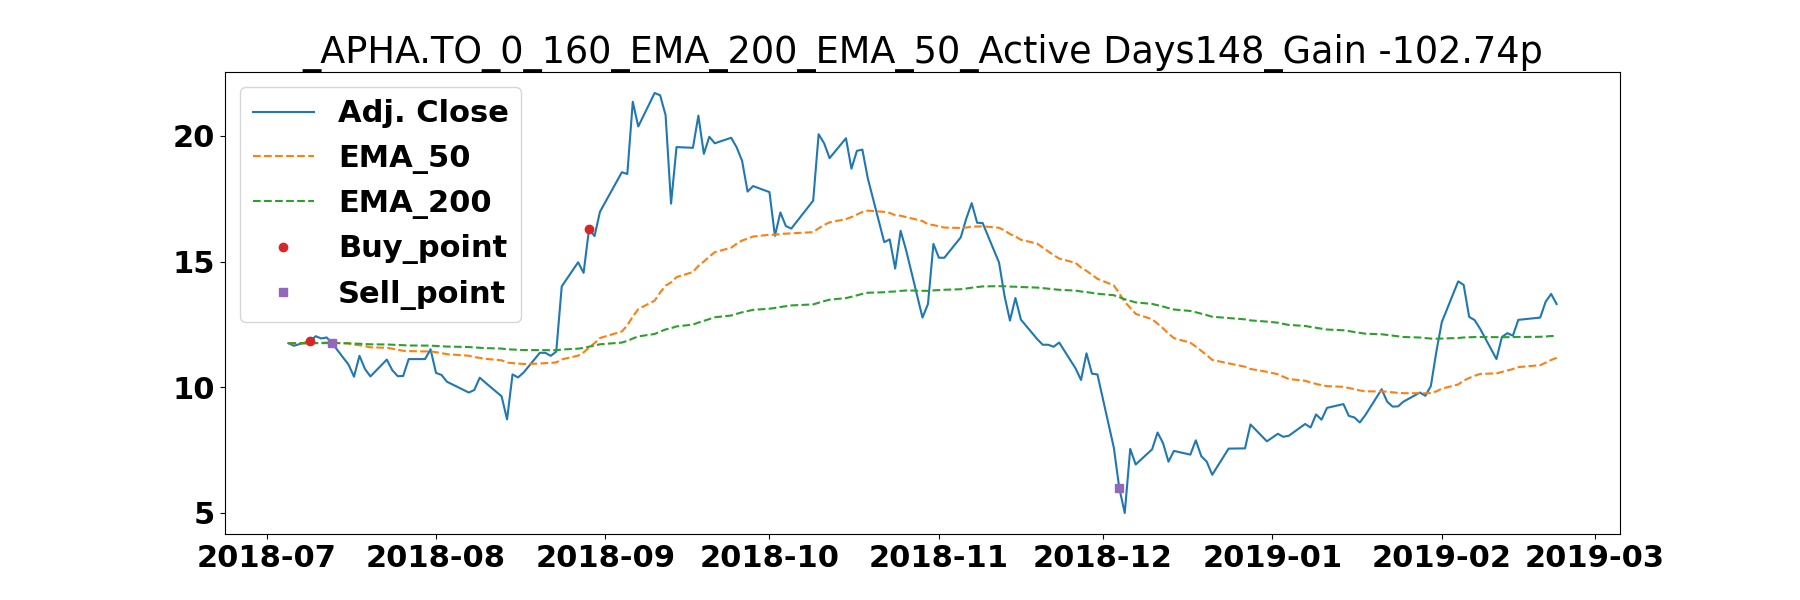 _APHA.TO_0_160_EMA_200_EMA_50_Active Days148_Gain -102.74p
Adj. Close
EMA_50
EMA_200
Buy_point
Sell_point
20
15
10
5
2018-07 2018-08 2018-09 2018-10 2018-11 2018-12 2019-01 2019-02 2019-03